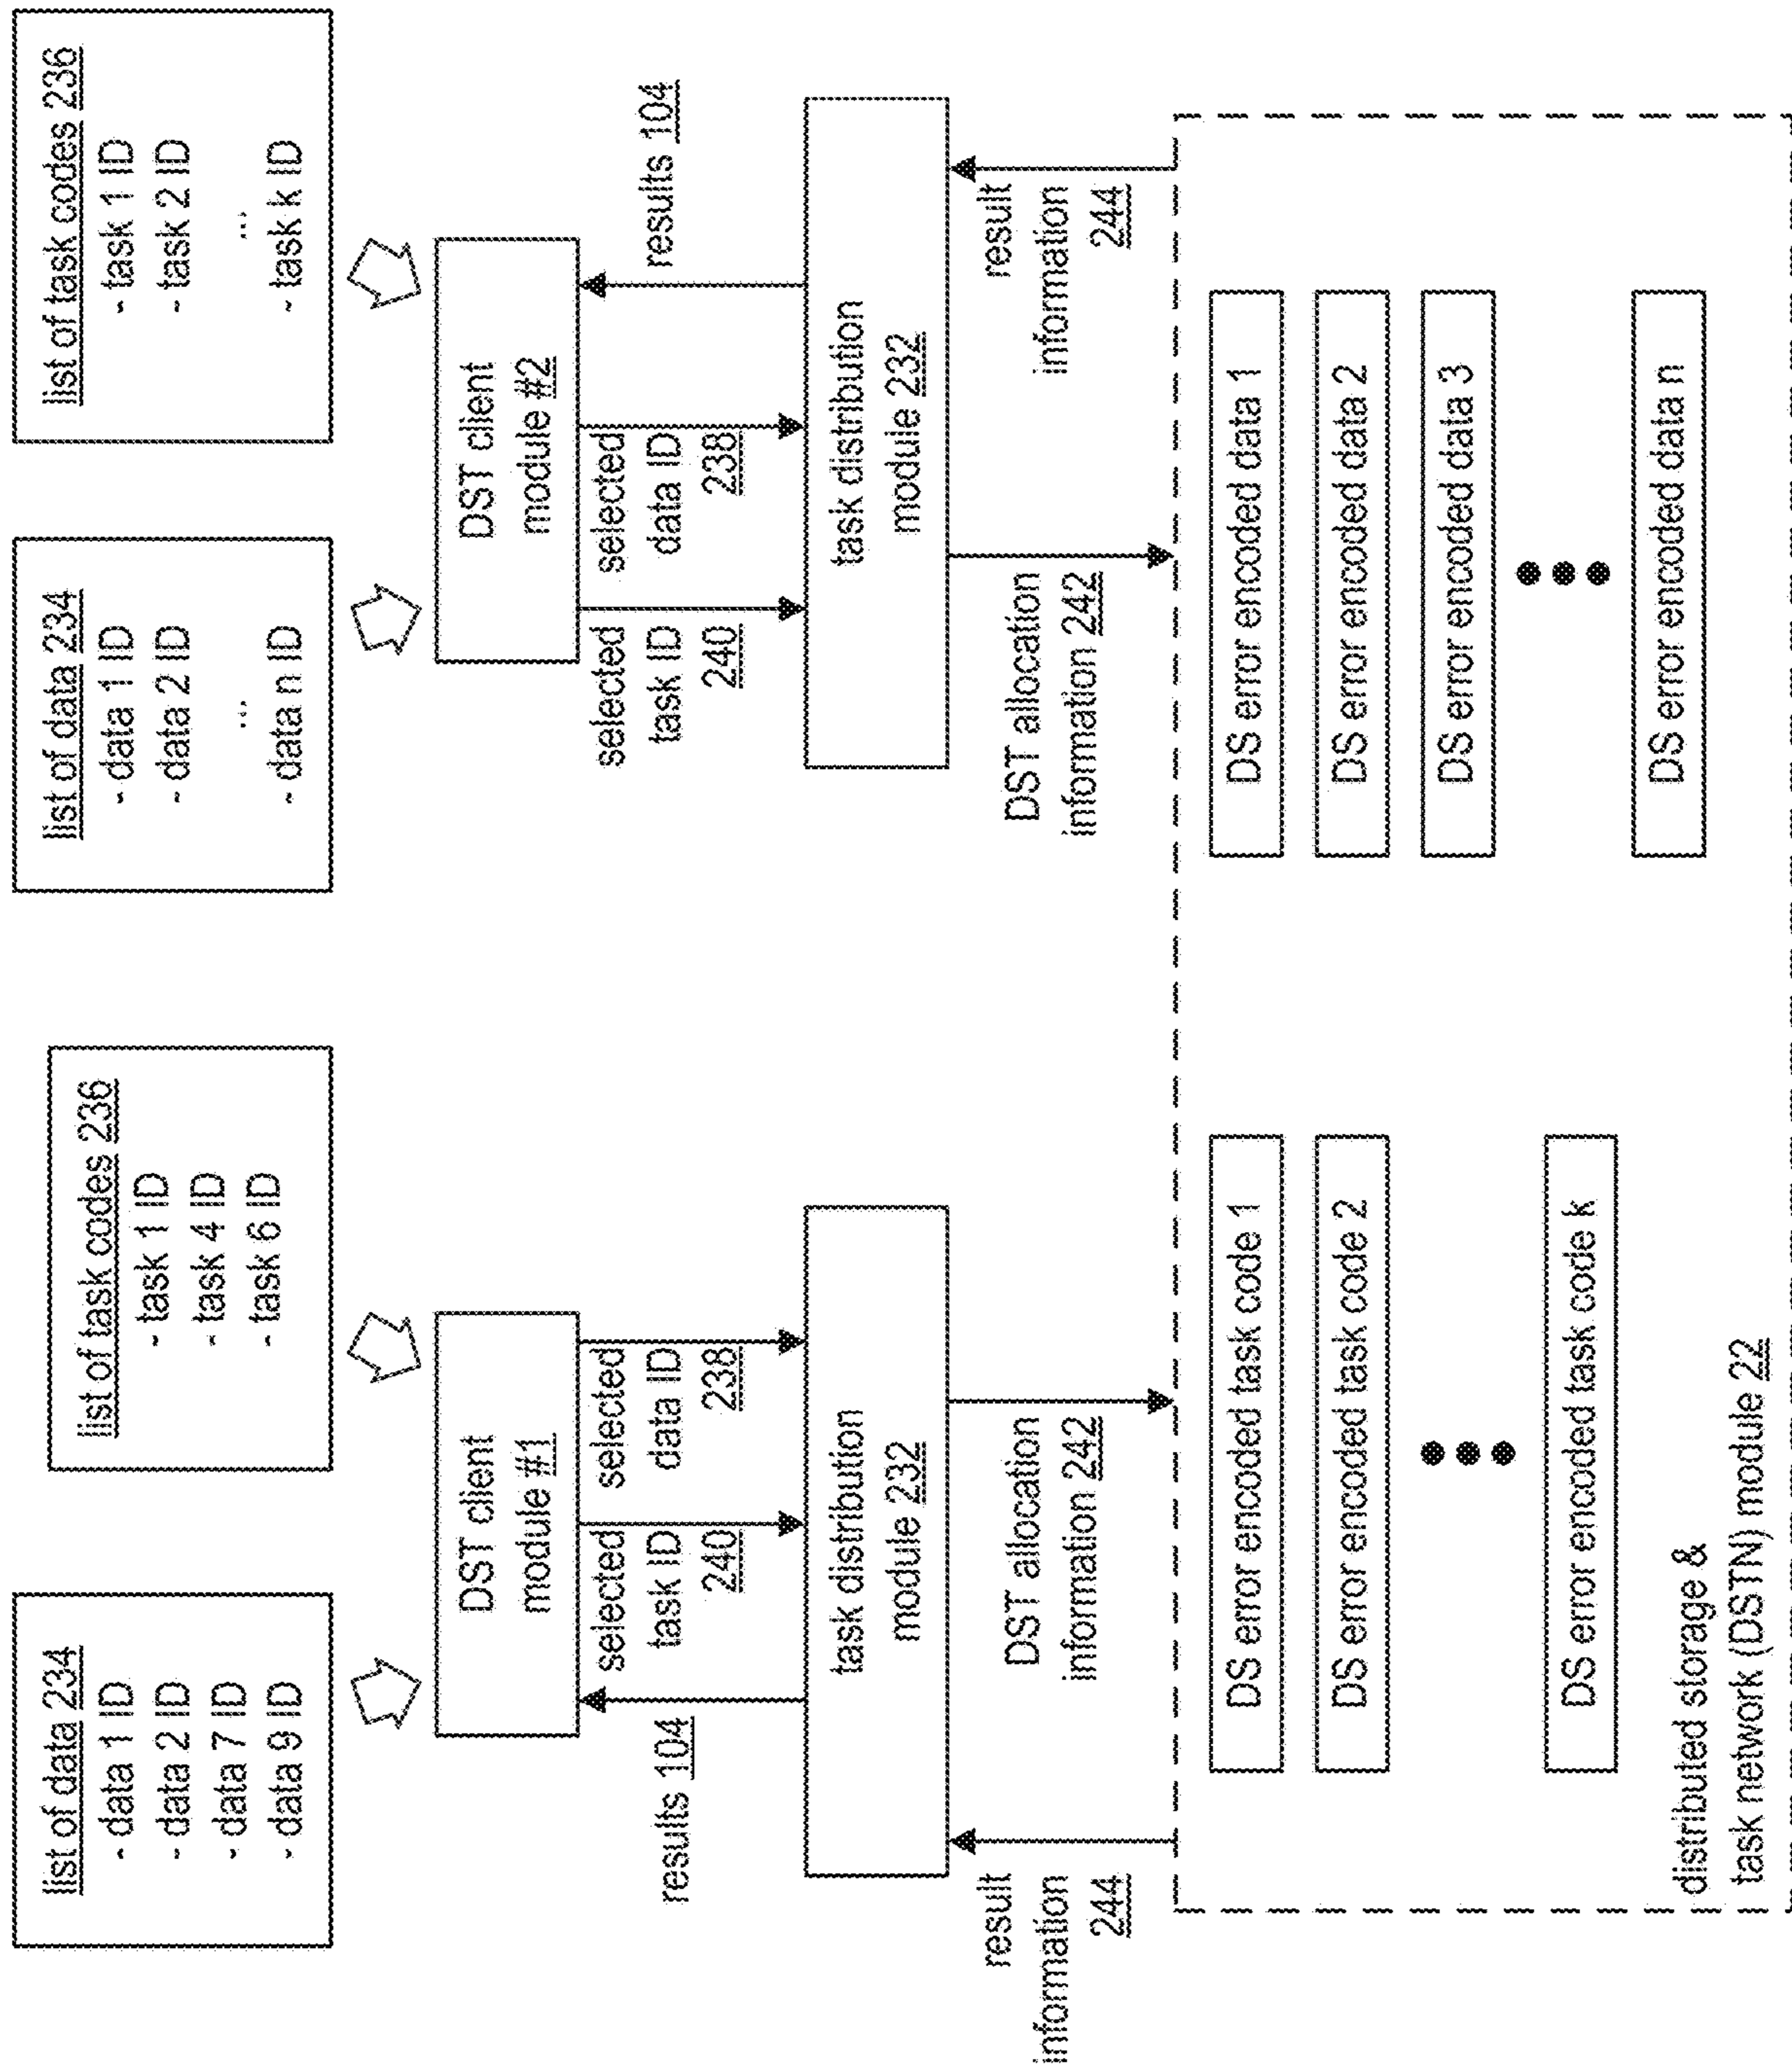 list of data 234
- data 1 ID
- data 2 ID
- data 7 ID
- data 9 ID
list of task codes 236
- task 1 ID
- task 4 ID
- task 6 ID
list of data 234
- data 1 ID
- data 2 ID
...
- data n ID
list of task codes 236
- task 1 ID
- task 2 ID
...
- task k ID
DST client
module #1
DST client
module #2
results 104
selected
task ID
240
selected
data ID
238
selected
task ID
240
selected
data ID
238
results 104
task distribution
module 232
task distribution
module 232
result
information
244
DST allocation
information 242
DST allocation
information 242
result
information
244
DS error encoded task code 1
DS error encoded task code 2
DS error encoded task code k
DS error encoded data 1
DS error encoded data 2
DS error encoded data 3
DS error encoded data n
distributed storage &
task network (DSTN) module 22